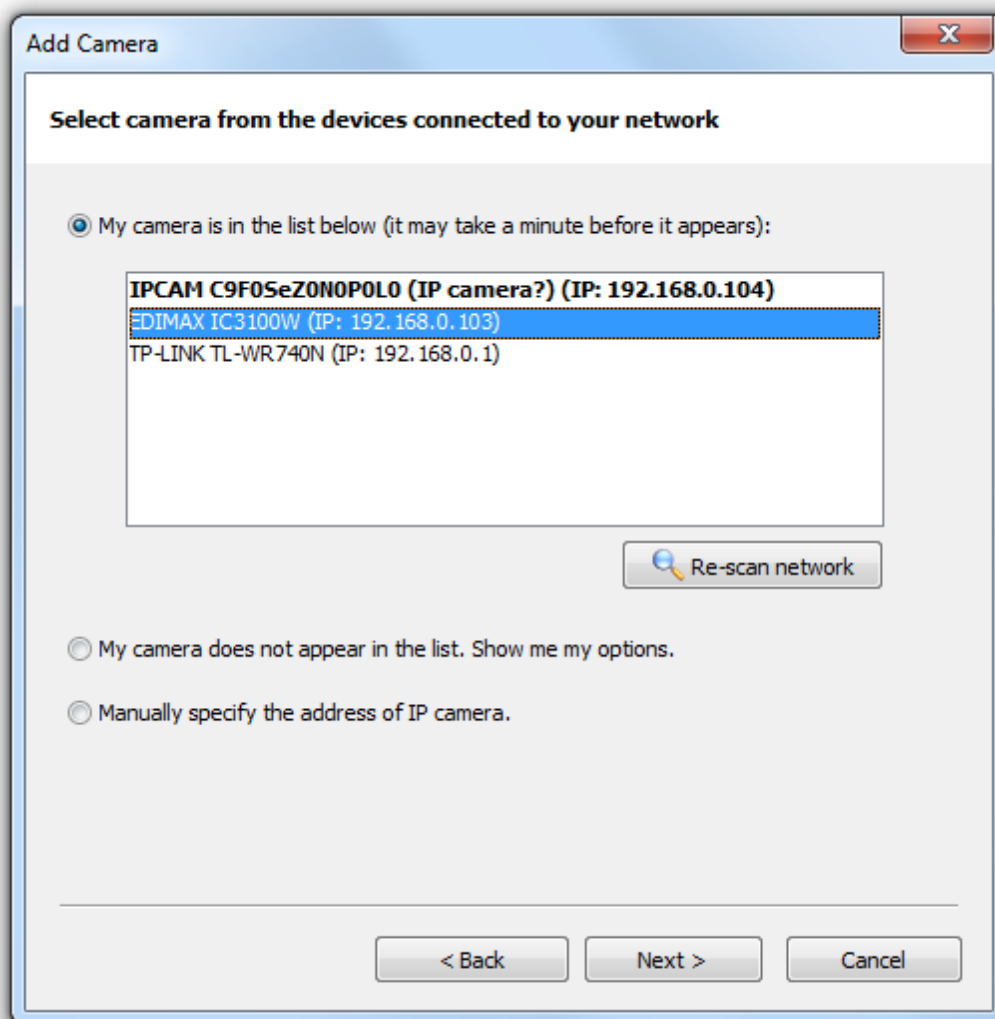 Add Camera
Select camera from the devices connected to your network
My camera is in the list below (it may take a minute before it appears):
IPCAM C9F0SeZ0N0P0L0 (IP camera?) (IP: 192.168.0.104)
EDIMAX IC3100W (IP: 192.168.0.103)
TP-LINK TL-WR740N (IP: 192.168.0.1)
Re-scan network
My camera does not appear in the list. Show me my options.
Manually specify the address of IP camera.
< Back Next > Cancel